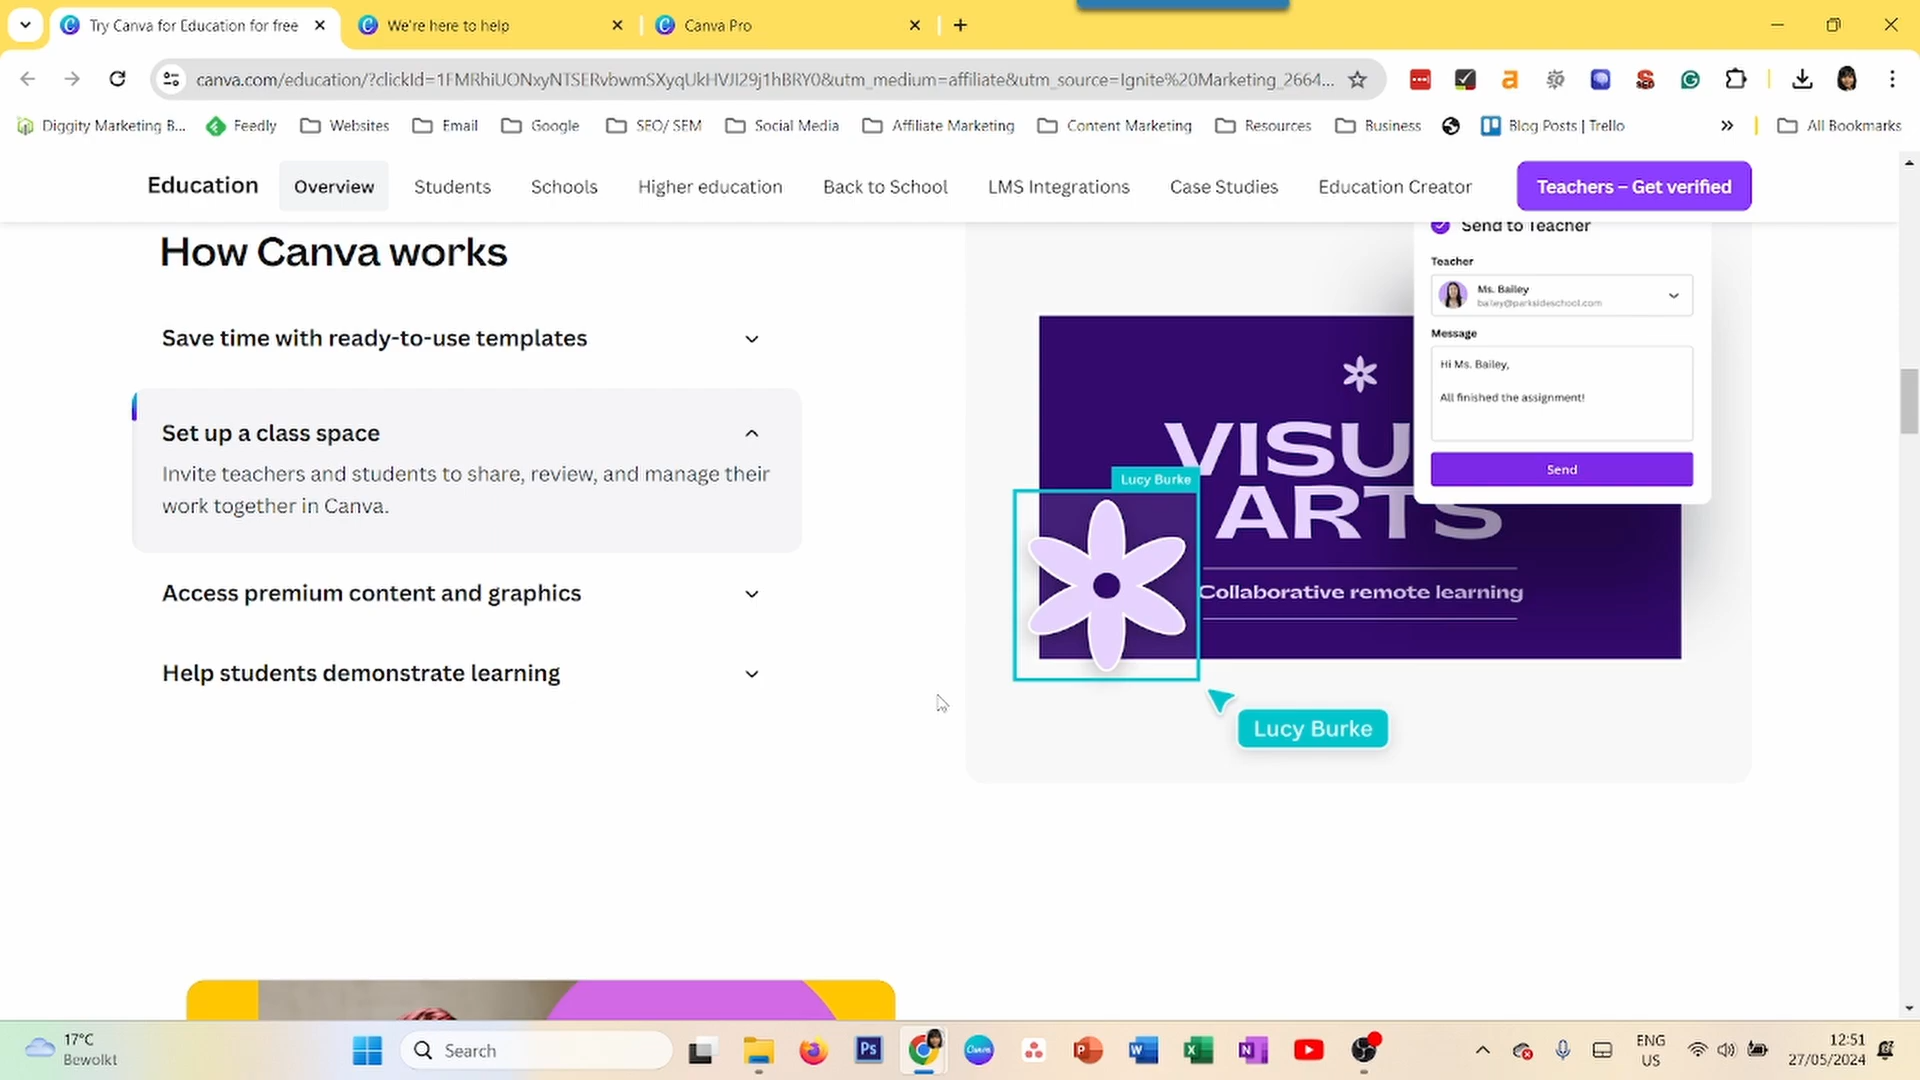 Try Canva for Education for free
We're here to help
Canva Pro
canva.com/education/?clickId=1FMRhiUONxyNTSERvbwmSXyqUkHVJI29j1hBRY0&utm_medium=affiliate&utm_source=Ignite%20Marketing_2664...
Diggity Marketing B...
Feedly
Websites
Email
Google
SEO/ SEM
Social Media
Affiliate Marketing
Content Marketing
Resources
Business
Blog Posts | Trello
All Bookmarks
Education
Overview
Students
Schools
Higher education
Back to School
LMS Integrations
Case Studies
Education Creator
Teachers – Get verified
How Canva works
Save time with ready-to-use templates
Set up a class space
Invite teachers and students to share, review, and manage their
work together in Canva.
Access premium content and graphics
Help students demonstrate learning
Send to Teacher
Teacher
Ms. Bailey
bailey@parksideschool.com
Message
Hi Ms. Bailey,
All finished the assignment!
Send
VISU
ARTS
Collaborative remote learning
Lucy Burke
Lucy Burke
17°C
Bewolkt
Search
Ps
Canva
ENG
US
12:51
27/05/2024